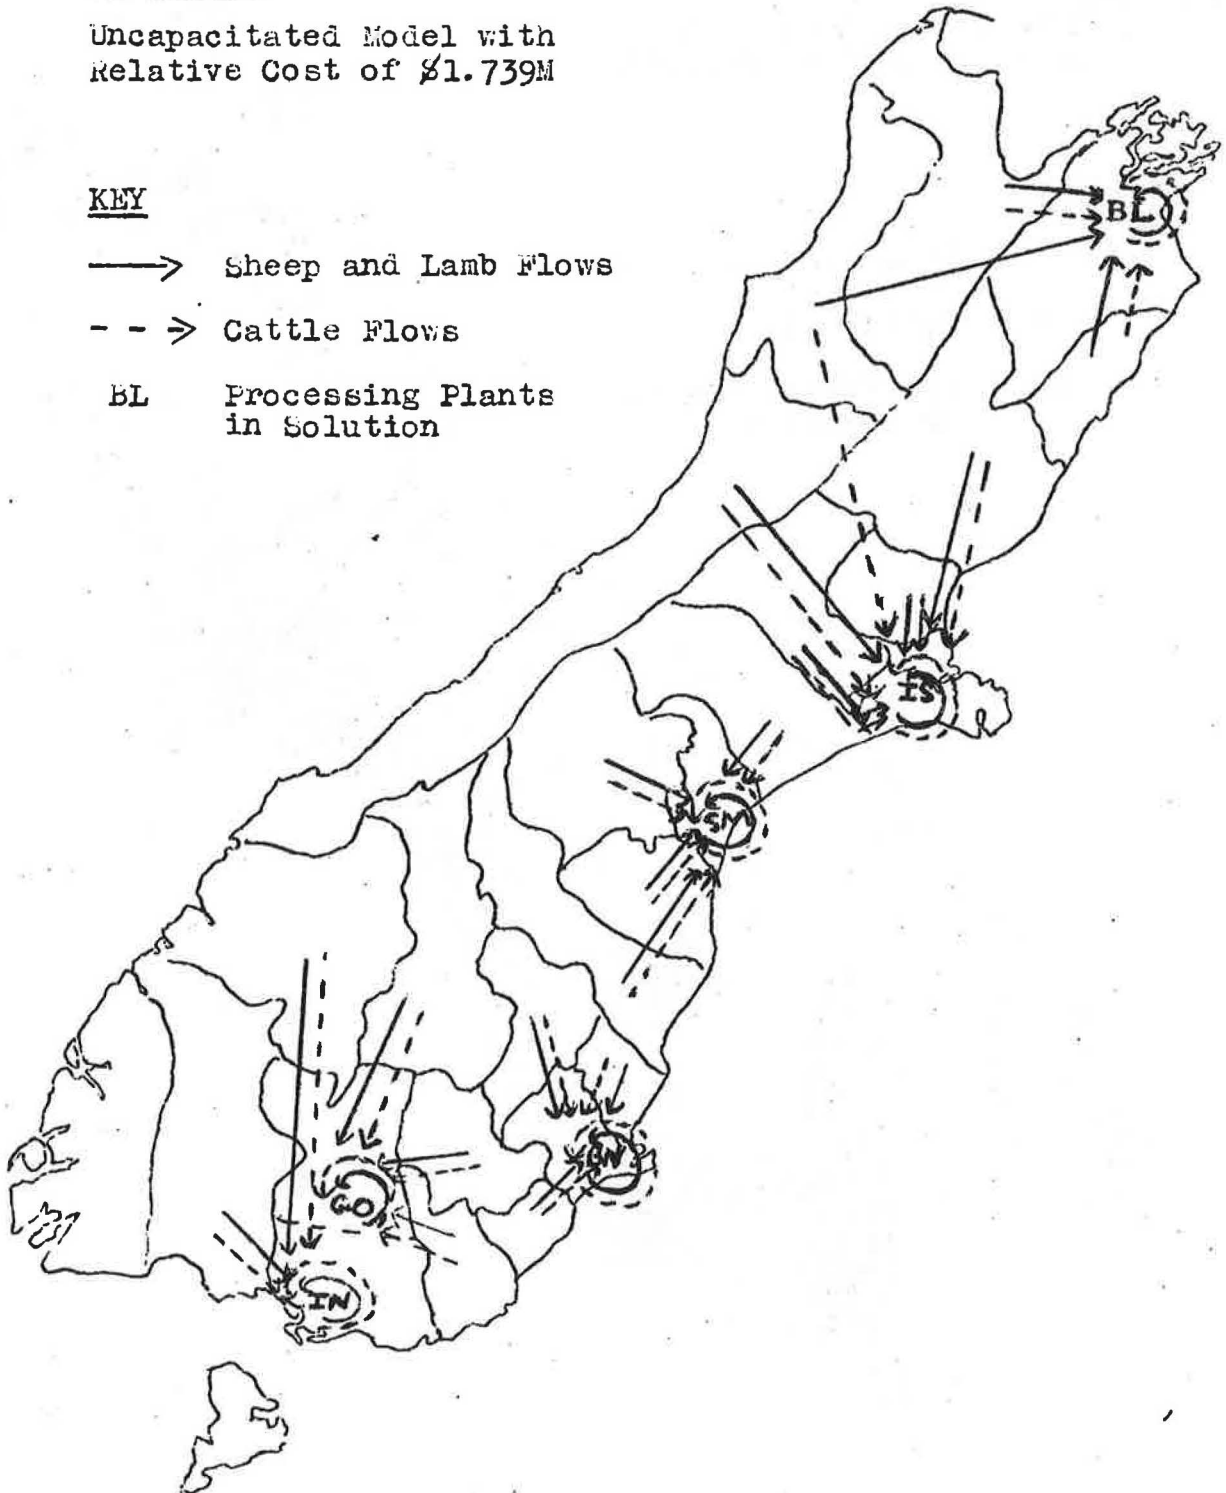 Uncapacitated Model with
Relative Cost of $1.739M
KEY
Sheep and Lamb Flows
Cattle Flows
BL Processing Plants
in Solution
BL
IS
SM
GO
IN